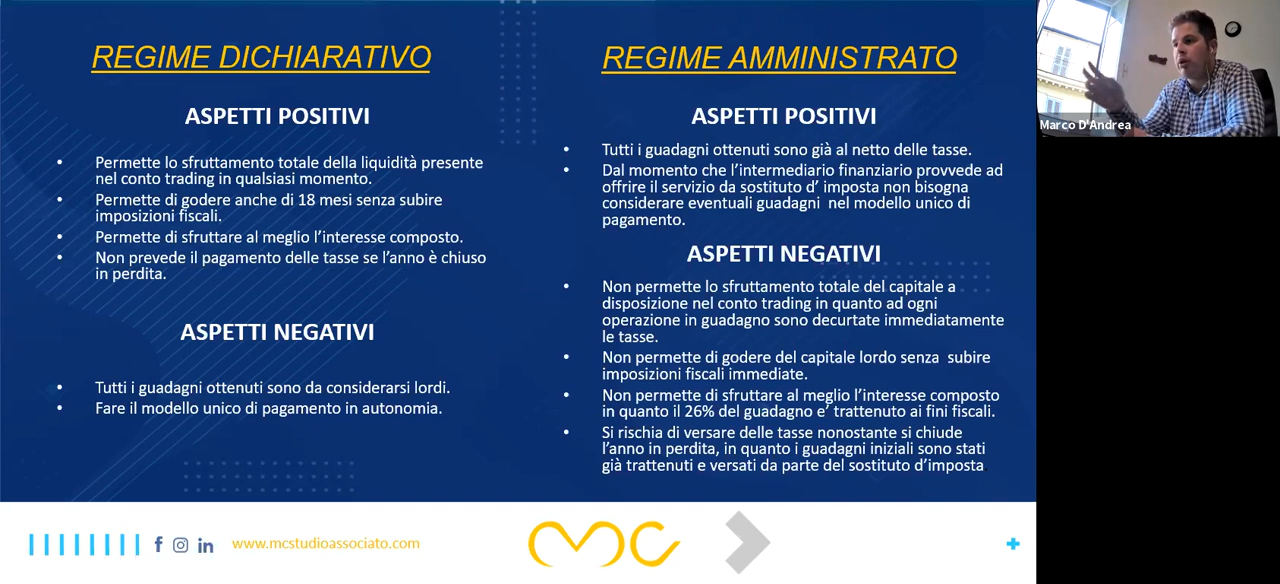 REGIME DICHIARATIVO
ASPETTI POSITIVI
• Permette lo sfruttamento totale della liquidità presente
nel conto trading in qualsiasi momento.
• Permette di godere anche di 18 mesi senza subire
imposizioni fiscali.
• Permette di sfruttare al meglio l’interesse composto.
• Non prevede il pagamento delle tasse se l’anno è chiuso
in perdita.
ASPETTI NEGATIVI
• Tutti i guadagni ottenuti sono da considerarsi lordi.
• Fare il modello unico di pagamento in autonomia.
REGIME AMMINISTRATO
ASPETTI POSITIVI
• Tutti i guadagni ottenuti sono già al netto delle tasse.
• Dal momento che l’intermediario finanziario provvede ad
offrire il servizio da sostituto d’ imposta non bisogna
considerare eventuali guadagni nel modello unico di
pagamento.
ASPETTI NEGATIVI
• Non permette lo sfruttamento totale del capitale a
disposizione nel conto trading in quanto ad ogni
operazione in guadagno sono decurtate immediatamente
le tasse.
• Non permette di godere del capitale lordo senza subire
imposizioni fiscali immediate.
• Non permette di sfruttare al meglio l’interesse composto
in quanto il 26% del guadagno e’ trattenuto ai fini fiscali.
• Si rischia di versare delle tasse nonostante si chiude
l’anno in perdita, in quanto i guadagni iniziali sono stati
già trattenuti e versati da parte del sostituto d’imposta
Marco D'Andrea
www.mcstudioassociato.com
mc